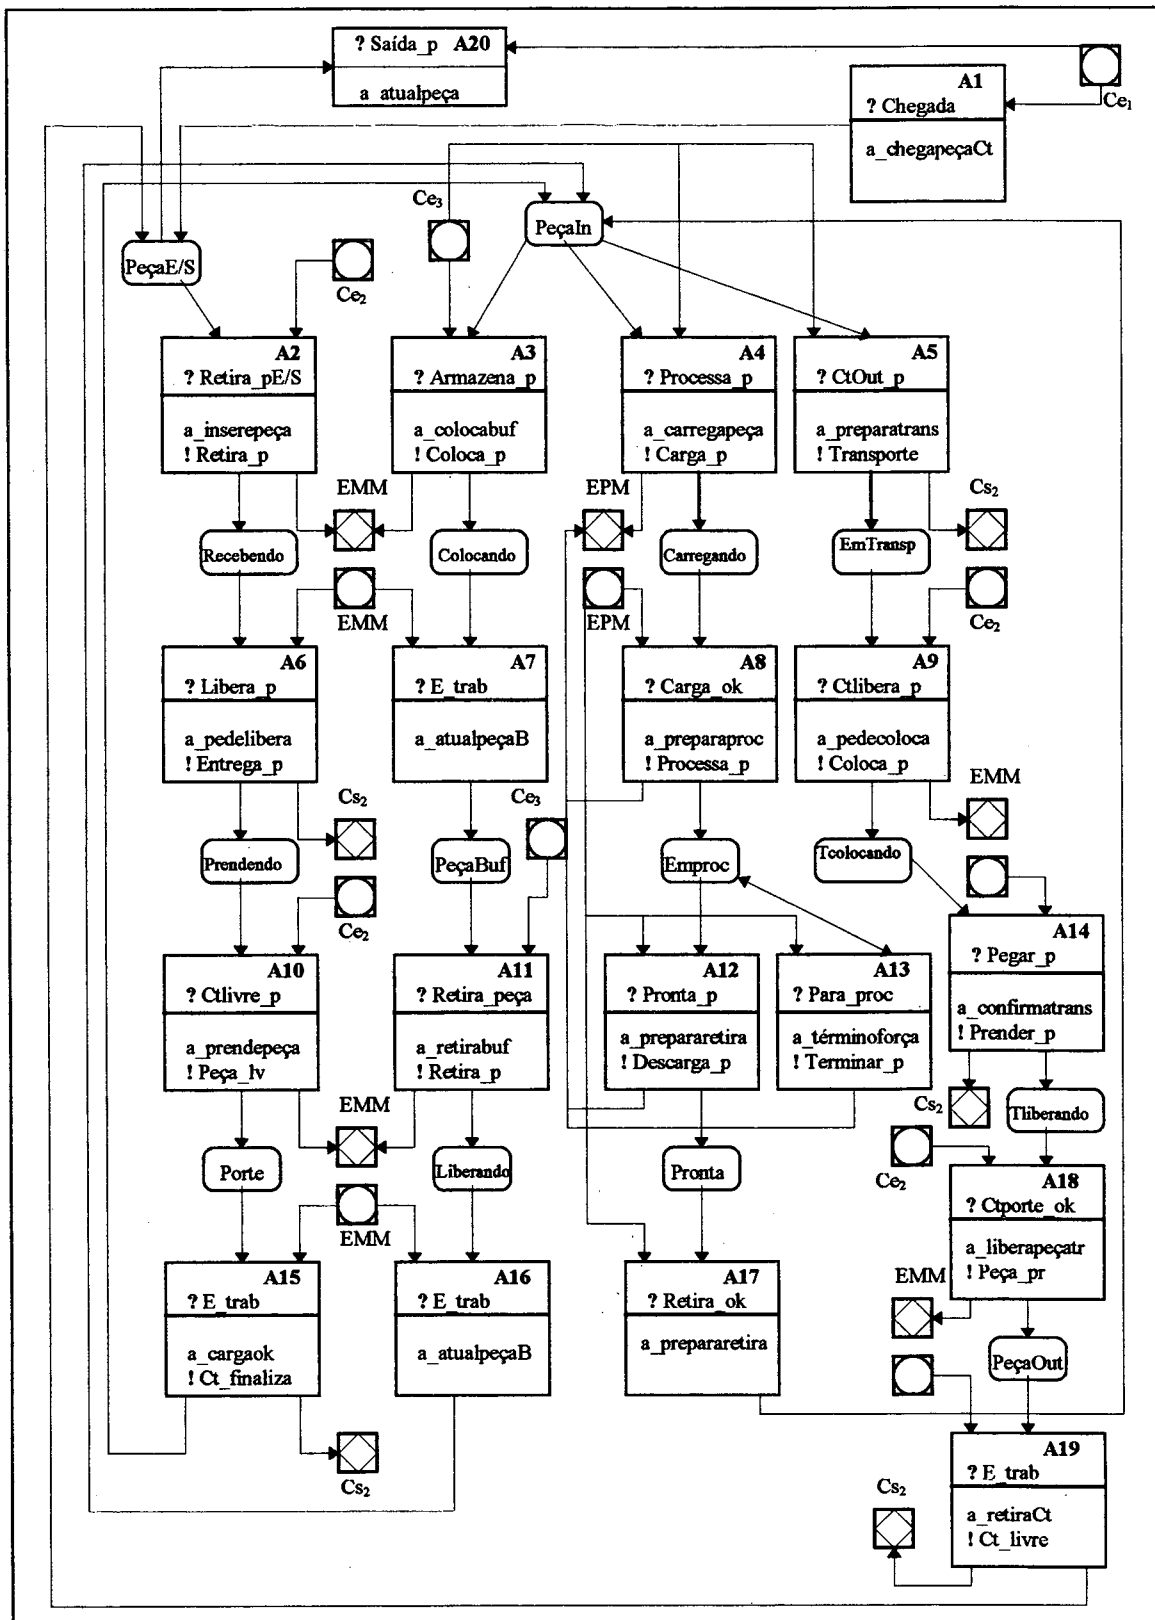 ? Saída_p A20
a_atualpeça
A1
? Chegada
a_chegapeçaCt
Ce1
Ce3
PeçaIn
PeçaE/S
Ce2
A2
? Retira_pE/S
a_inserepeça
! Retira_p
A3
? Armazena_p
a_colocabuf
! Coloca_p
A4
? Processa_p
a_carregapeça
! Carga_p
A5
? CtOut_p
a_preparatrans
! Transporte
EMM
EPM
Cs2
Recebendo
Colocando
Carregando
EmTransp
EMM
EPM
Ce2
A6
? Libera_p
a_pedelibera
! Entrega_p
A7
? E_trab
a_atualpeçaB
A8
? Carga_ok
a_preparaproc
! Processa_p
A9
? Ctlibera_p
a_pedecoloca
! Coloca_p
EMM
Cs2
Ce3
Prendendo
PeçaBuf
Emproc
Tcolocando
Ce2
A10
? Ctlivre_p
a_prendepeça
! Peça_lv
A11
? Retira_peça
a_retirabuf
! Retira_p
A12
? Pronta_p
a_prepararetira
! Descarga_p
A13
? Para_proc
a_términoforça
! Terminar_p
A14
? Pegar_p
a_confirmatrans
! Prender_p
EMM
Cs2
Tliberando
Porte
Liberando
Pronta
Ce2
EMM
A15
? E_trab
a_cargaok
! Ct_finaliza
A16
? E_trab
a_atualpeçaB
A17
? Retira_ok
a_prepararetira
A18
? Ctporte_ok
a_liberapeçatr
! Peça_pr
EMM
PeçaOut
Cs2
A19
? E_trab
a_retiraCt
! Ct_livre
Cs2